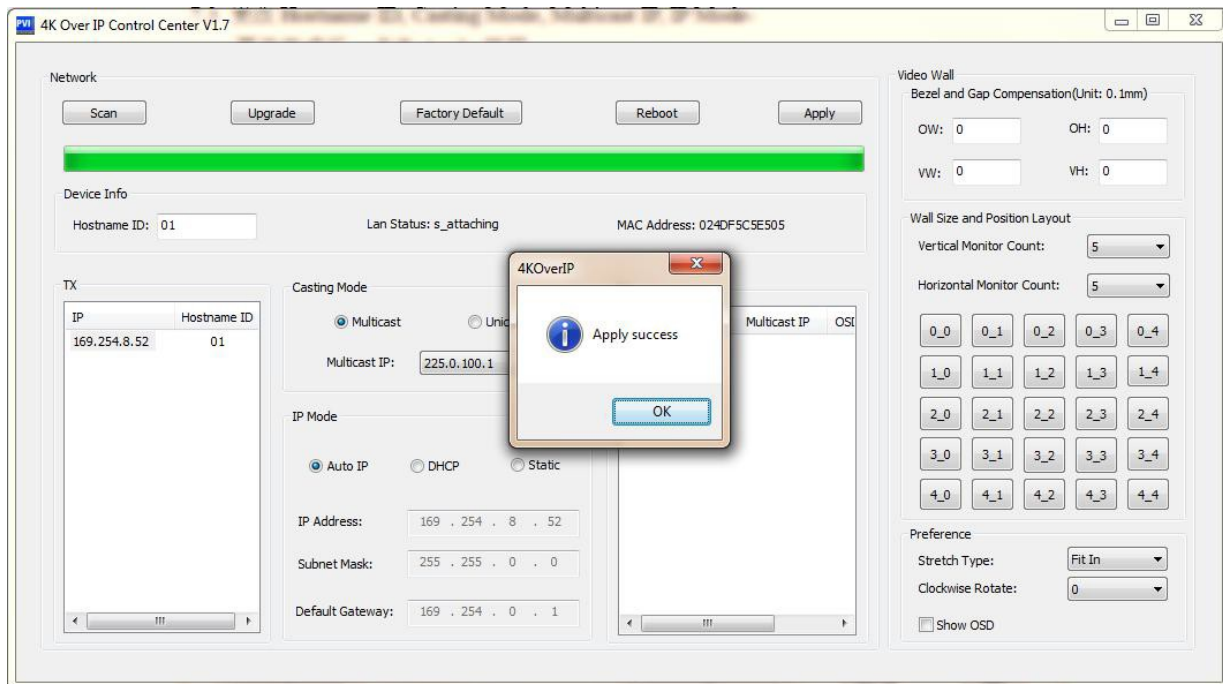 PVI 4K Over IP Control Center V1.7
Network
Scan Upgrade Factory Default Reboot Apply
Device Info
Hostname ID: 01 Lan Status: s_attaching MAC Address: 024DF5C5E505
TX
IP Hostname ID
169.254.8.52 01
Casting Mode
Multicast
Multicast IP: 225.0.100.1
IP Mode
Auto IP DHCP Static
IP Address: 169 . 254 . 8 . 52
Subnet Mask: 255 . 255 . 0 . 0
Default Gateway: 169 . 254 . 0 . 1
4KOverIP
Apply success
OK
Multicast IP
Video Wall
Bezel and Gap Compensation(Unit: 0.1mm)
OW: 0 OH: 0
VW: 0 VH: 0
Wall Size and Position Layout
Vertical Monitor Count: 5
Horizontal Monitor Count: 5
0_0 0_1 0_2 0_3 0_4
1_0 1_1 1_2 1_3 1_4
2_0 2_1 2_2 2_3 2_4
3_0 3_1 3_2 3_3 3_4
4_0 4_1 4_2 4_3 4_4
Preference
Stretch Type: Fit In
Clockwise Rotate: 0
Show OSD